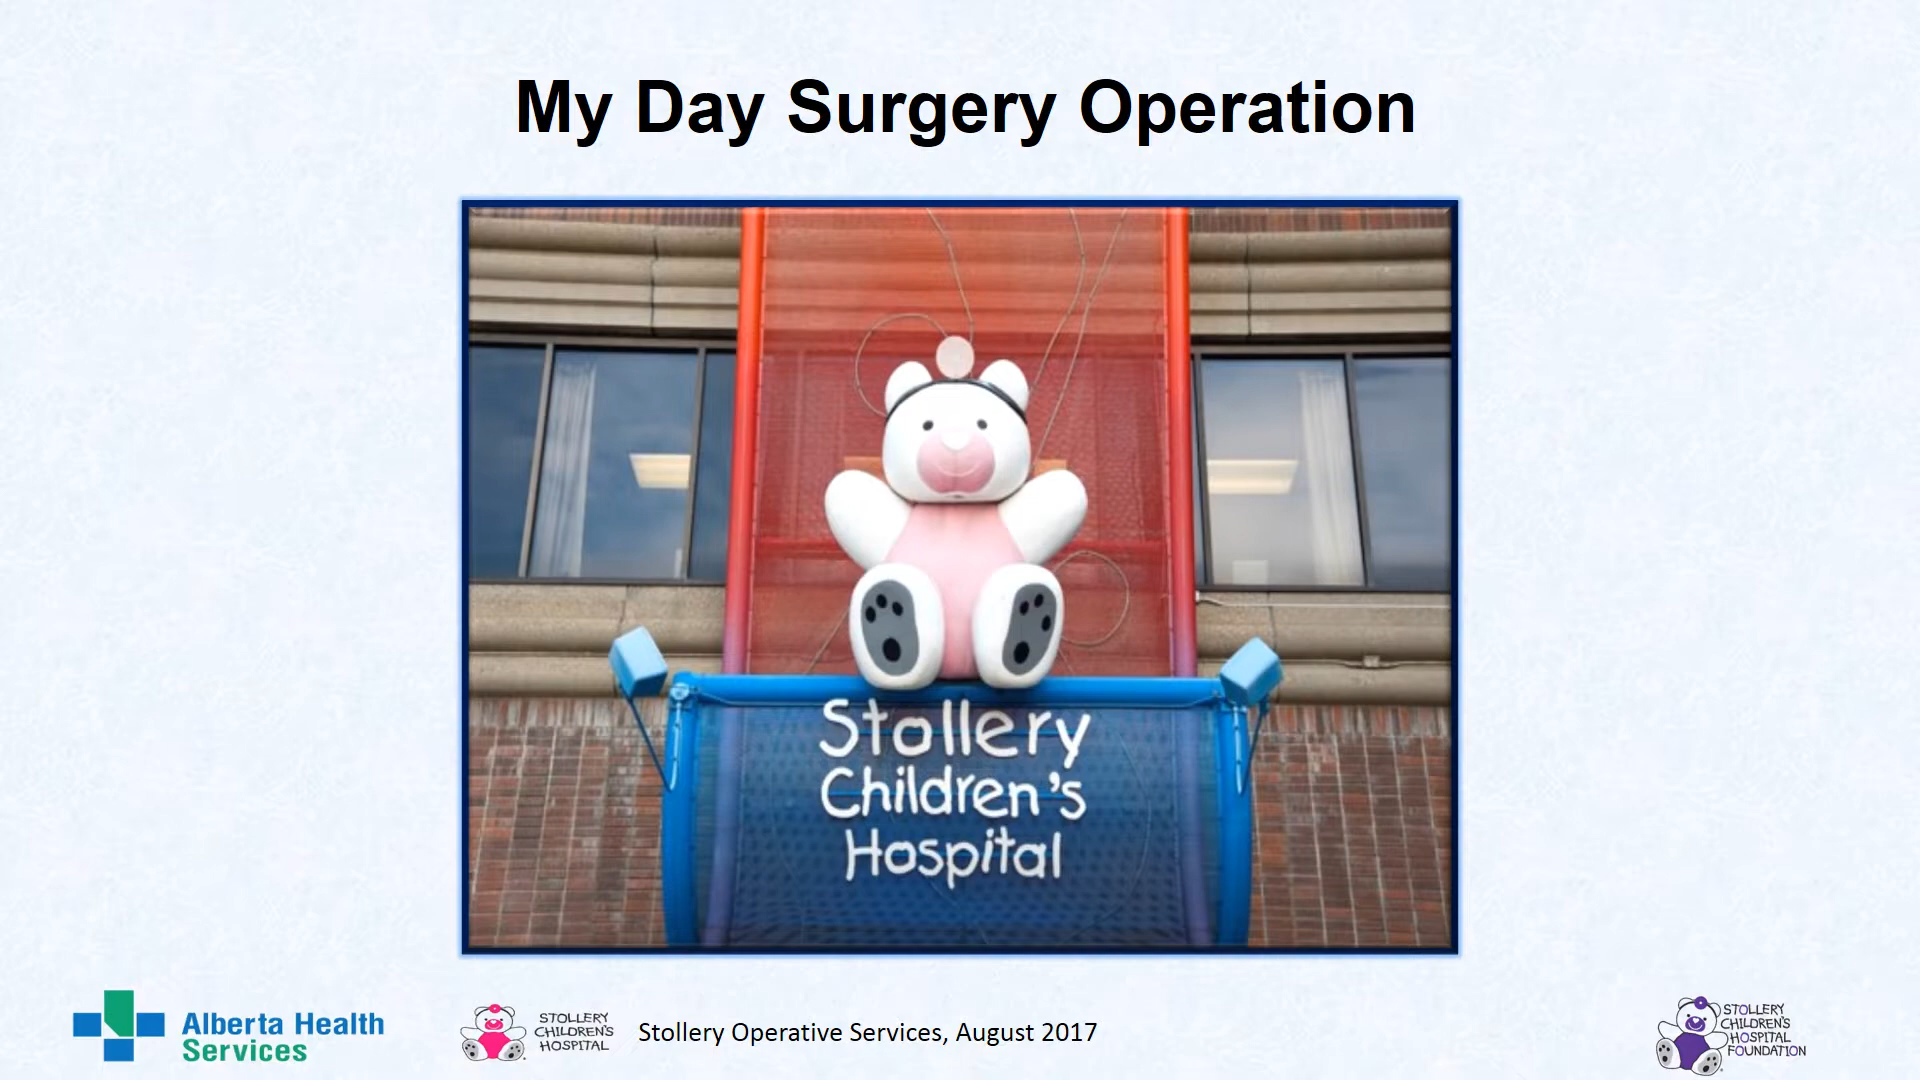 My Day Surgery Operation
Stollery
Children's
Hospital
Alberta Health
Services
STOLLERY
CHILDREN'S
HOSPITAL
Stollery Operative Services, August 2017
STOLLERY
CHILDREN'S
HOSPITAL
FOUNDATION